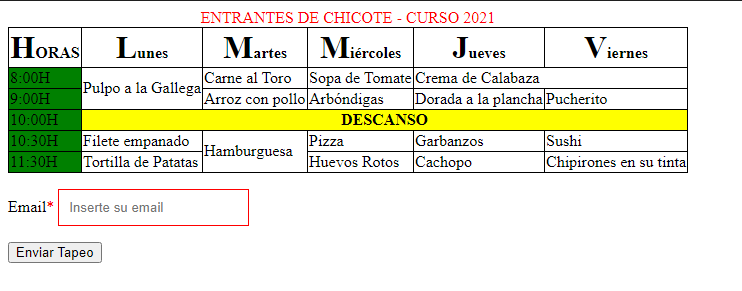 ENTRANTES DE CHICOTE - CURSO 2021
HORAS Lunes Martes Miércoles Jueves Viernes
8:00H Pulpo a la Gallega Carne al Toro Sopa de Tomate Crema de Calabaza
9:00H Arroz con pollo Arbóndigas Dorada a la plancha Pucherito
10:00H DESCANSO
10:30H Filete empanado Hamburguesa Pizza Garbanzos Sushi
11:30H Tortilla de Patatas Huevos Rotos Cachopo Chipirones en su tinta
Email* Inserte su email
Enviar Tapeo